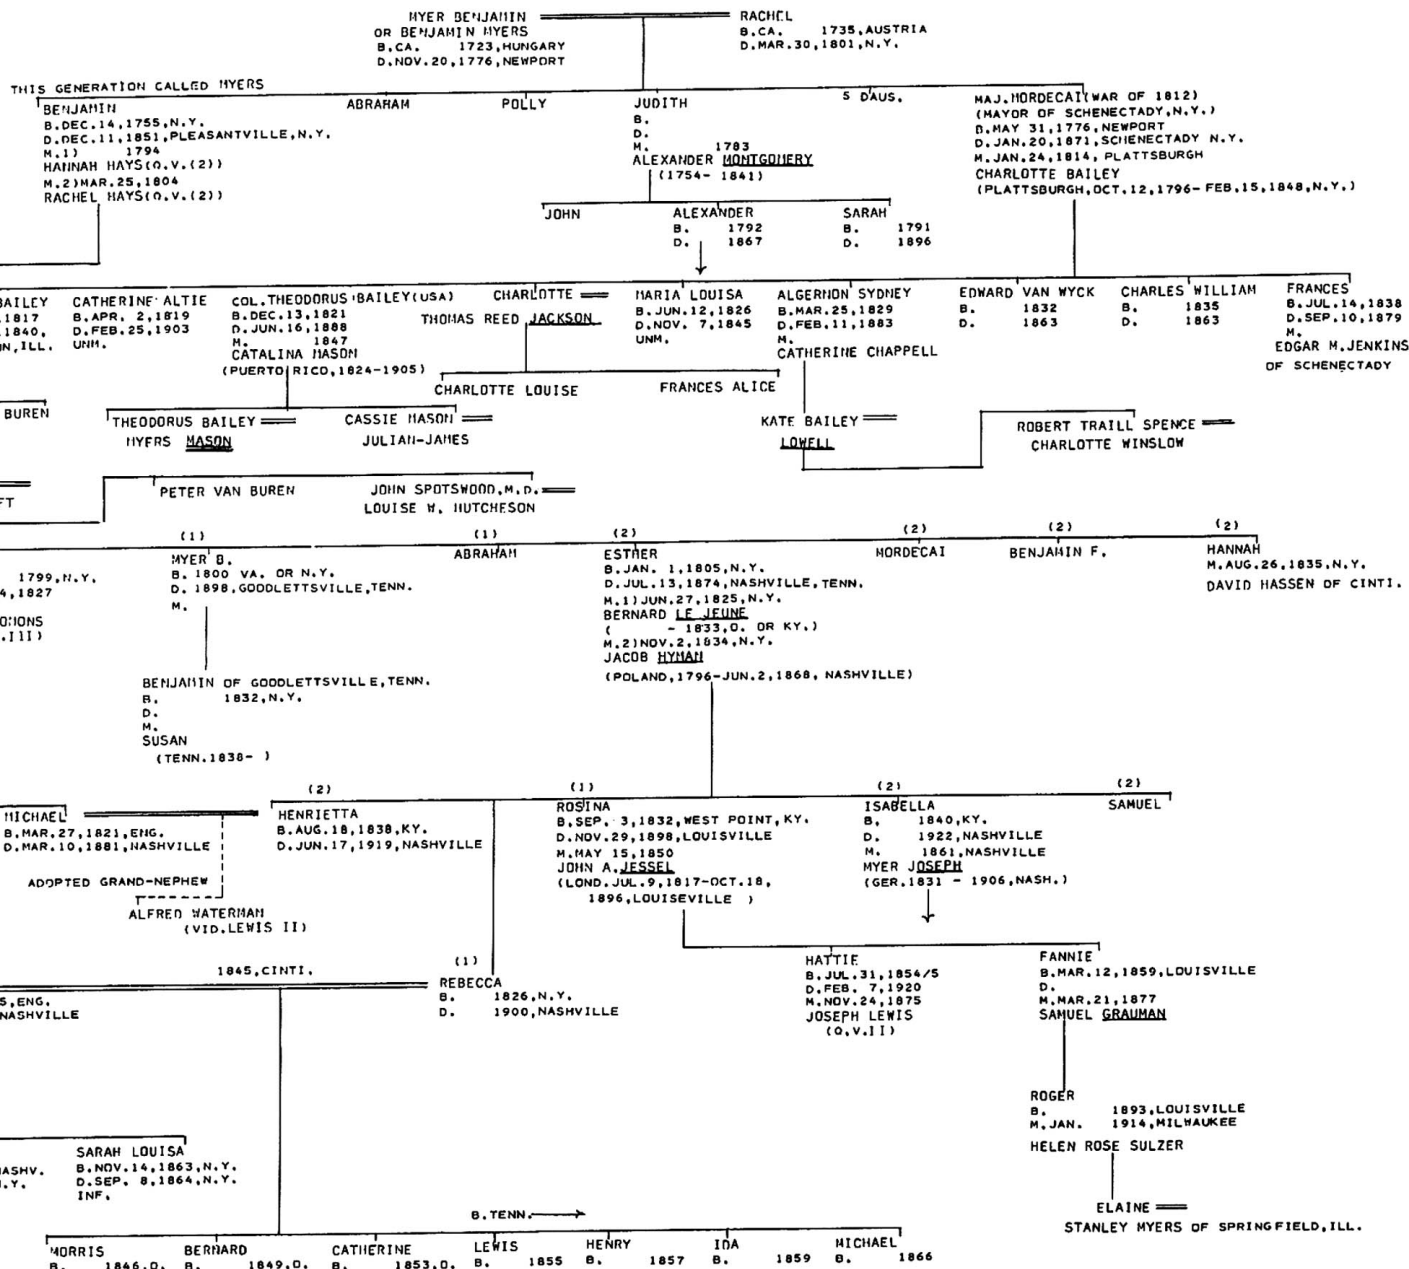 MYER BENJAMIN
OR BENJAMIN MYERS
B.CA. 1723,HUNGARY
D.NOV.20,1776,NEWPORT
RACHEL
B.CA. 1735,AUSTRIA
D.MAR.30,1801,N.Y.
THIS GENERATION CALLED MYERS
BENJAMIN
B.DEC.14,1755,N.Y.
D.DEC.11,1851,PLEASANTVILLE,N.Y.
M.1) 1794
HANNAH HAYS(Q.V.(2))
M.2)MAR.25,1804
RACHEL HAYS(Q.V.(2))
ABRAHAM
POLLY
JUDITH
B.
D.
M. 1783
ALEXANDER MONTGOMERY
(1754- 1841)
5 DAUS.
MAJ.MORDECAI(WAR OF 1812)
(MAYOR OF SCHENECTADY,N.Y.)
B.MAY 31,1776,NEWPORT
D.JAN.20,1871,SCHENECTADY N.Y.
M.JAN.24,1814, PLATTSBURGH
CHARLOTTE BAILEY
(PLATTSBURGH,OCT.12,1796- FEB.15,1848,N.Y.)
JOHN
ALEXANDER
B. 1792
D. 1867
SARAH
B. 1791
D. 1896
BAILEY
,1817
,1840,
N,ILL.
CATHERINE ALTIE
B.APR. 2,1819
D.FEB.25,1903
UNM.
COL.THEODORUS BAILEY(USA)
B.DEC.13,1821
D.JUN.16,1888
M. 1847
CATALINA MASON
(PUERTO RICO,1824-1905)
CHARLOTTE
THOMAS REED JACKSON
MARIA LOUISA
B.JUN.12,1826
D.NOV. 7,1845
UNM.
ALGERNON SYDNEY
B.MAR.25,1829
D.FEB.11,1883
M.
CATHERINE CHAPPELL
EDWARD VAN WYCK
B. 1832
D. 1863
CHARLES WILLIAM
B. 1835
D. 1863
FRANCES
B.JUL.14,1838
D.SEP.10,1879
M.
EDGAR M.JENKINS
OF SCHENECTADY
CHARLOTTE LOUISE
FRANCES ALICE
BUREN
THEODORUS BAILEY
MYERS MASON
CASSIE MASON
JULIAN-JAMES
KATE BAILEY
LOWELL
ROBERT TRAILL SPENCE
CHARLOTTE WINSLOW
FT
PETER VAN BUREN
JOHN SPOTSWOOD,M.D.
LOUISE W. HUTCHESON
1799,N.Y.
4,1827
OMONS
.III)
(1)
MYER B.
B. 1800 VA. OR N.Y.
D. 1898,GOODLETTSVILLE,TENN.
M.
(1)
ABRAHAM
(2)
ESTHER
B.JAN. 1,1805,N.Y.
D.JUL.13,1874,NASHVILLE,TENN.
M.1)JUN.27,1825,N.Y.
BERNARD LE JEUNE
( - 1833,O. OR KY.)
M.2)NOV.2,1834,N.Y.
JACOB HYMAN
(POLAND,1796-JUN.2,1868, NASHVILLE)
(2)
MORDECAI
(2)
BENJAMIN F.
(2)
HANNAH
M.AUG.26,1835,N.Y.
DAVID HASSEN OF CINTI.
BENJAMIN OF GOODLETTSVILLE,TENN.
B. 1832,N.Y.
D.
M.
SUSAN
(TENN.1838- )
MICHAEL
B.MAR.27,1821,ENG.
D.MAR.10,1881,NASHVILLE
ADOPTED GRAND-NEPHEW
ALFRED WATERMAN
(VID.LEWIS II)
(2)
HENRIETTA
B.AUG.18,1838,KY.
D.JUN.17,1919,NASHVILLE
(1)
ROSINA
B.SEP. 3,1832,WEST POINT,KY.
D.NOV.29,1898,LOUISVILLE
M.MAY 15,1850
JOHN A.JESSEL
(LOND.JUL.9,1817-OCT.18,
1896,LOUISEVILLE )
(2)
ISABELLA
B. 1840,KY.
D. 1922,NASHVILLE
M. 1861,NASHVILLE
MYER JOSEPH
(GER.1831 - 1906,NASH.)
(2)
SAMUEL
HATTIE
B.JUL.31,1854/5
D.FEB. 7,1920
M.NOV.24,1875
JOSEPH LEWIS
(Q.V.II)
FANNIE
B.MAR.12,1859,LOUISVILLE
D.
M.MAR.21,1877
SAMUEL GRAUMAN
1845,CINTI.
S,ENG.
NASHVILLE
(1)
REBECCA
B. 1826,N.Y.
D. 1900,NASHVILLE
ROGER
B. 1893,LOUISVILLE
M.JAN. 1914,MILWAUKEE
HELEN ROSE SULZER
NASHV.
N.Y.
SARAH LOUISA
B.NOV.14,1863,N.Y.
D.SEP. 8,1864,N.Y.
INF.
ELAINE
STANLEY MYERS OF SPRINGFIELD,ILL.
B.TENN.
MORRIS
B. 1846,O.
BERNARD
B. 1849,O.
CATHERINE
B. 1853,O.
LEWIS
B. 1855
HENRY
B. 1857
IDA
B. 1859
MICHAEL
B. 1866